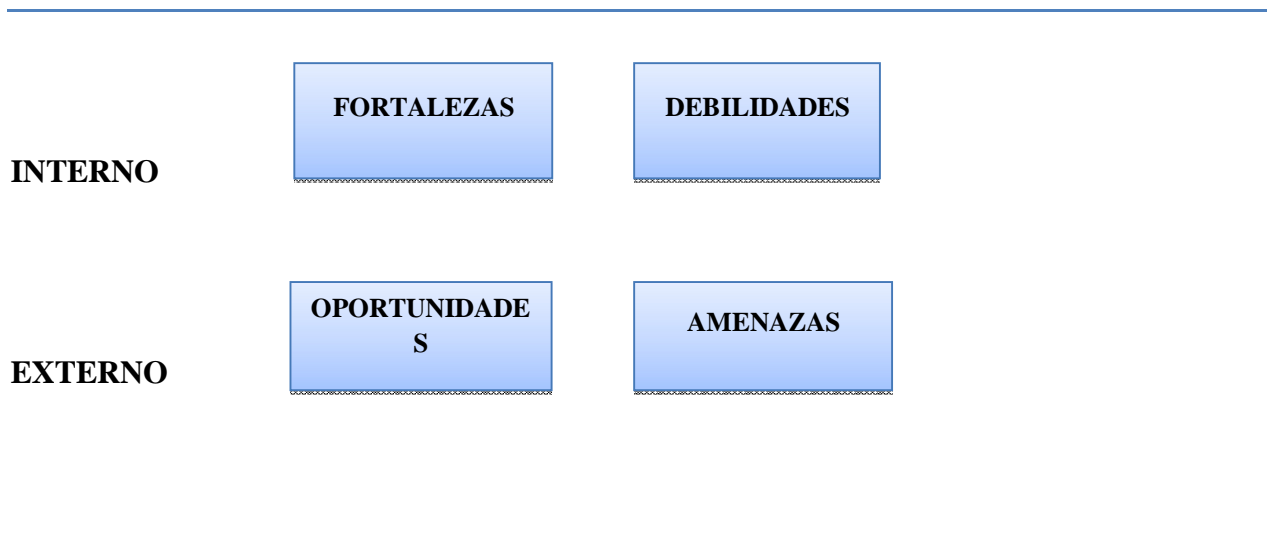 FORTALEZAS
DEBILIDADES
INTERNO
OPORTUNIDADE
S
AMENAZAS
EXTERNO